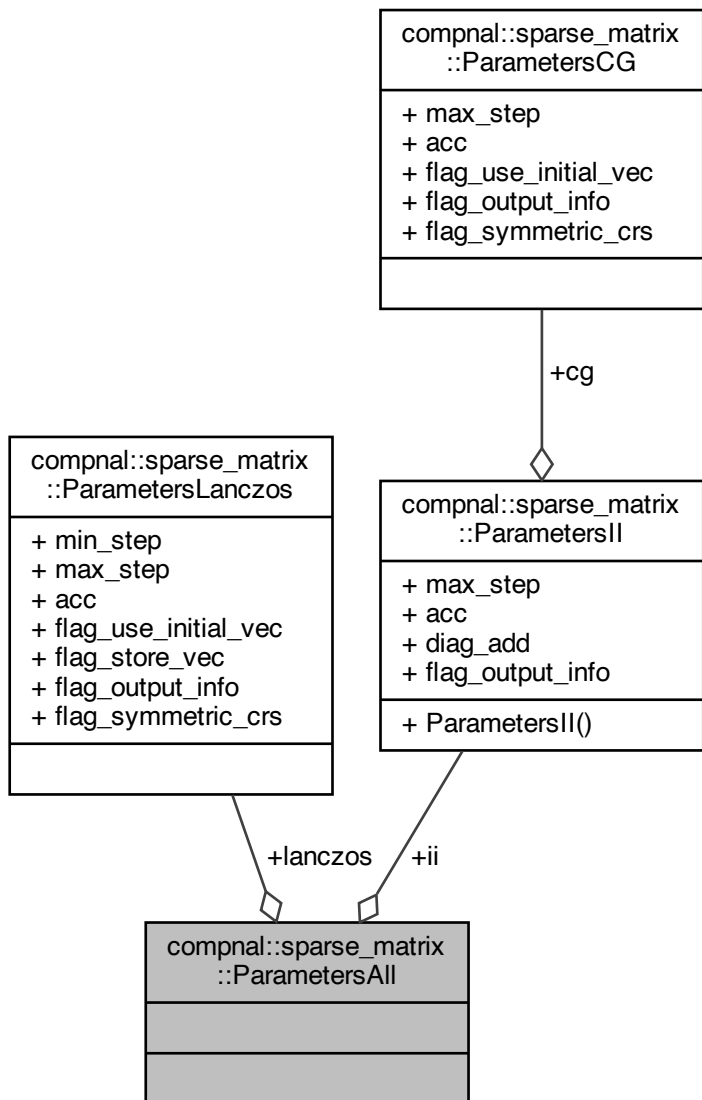 compnal::sparse_matrix
::ParametersCG
+ max_step
+ acc
+ flag_use_initial_vec
+ flag_output_info
+ flag_symmetric_crs
+cg
compnal::sparse_matrix
::ParametersLanczos
+ min_step
+ max_step
+ acc
+ flag_use_initial_vec
+ flag_store_vec
+ flag_output_info
+ flag_symmetric_crs
compnal::sparse_matrix
::ParametersII
+ max_step
+ acc
+ diag_add
+ flag_output_info
+ ParametersII()
+lanczos
+ii
compnal::sparse_matrix
::ParametersAll